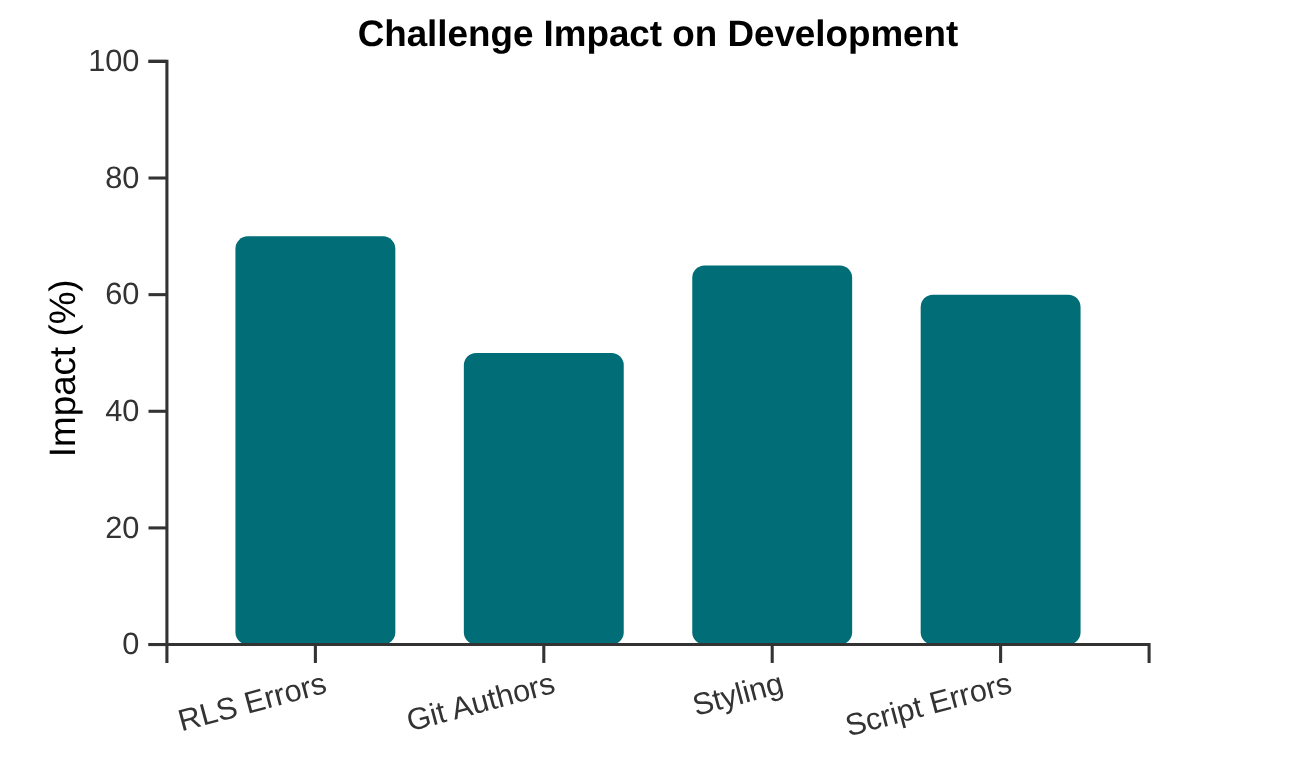 Challenge Impact on Development
100
80
60
40
20
0
Impact (%)
RLS Errors
Git Authors
Styling
Script Errors